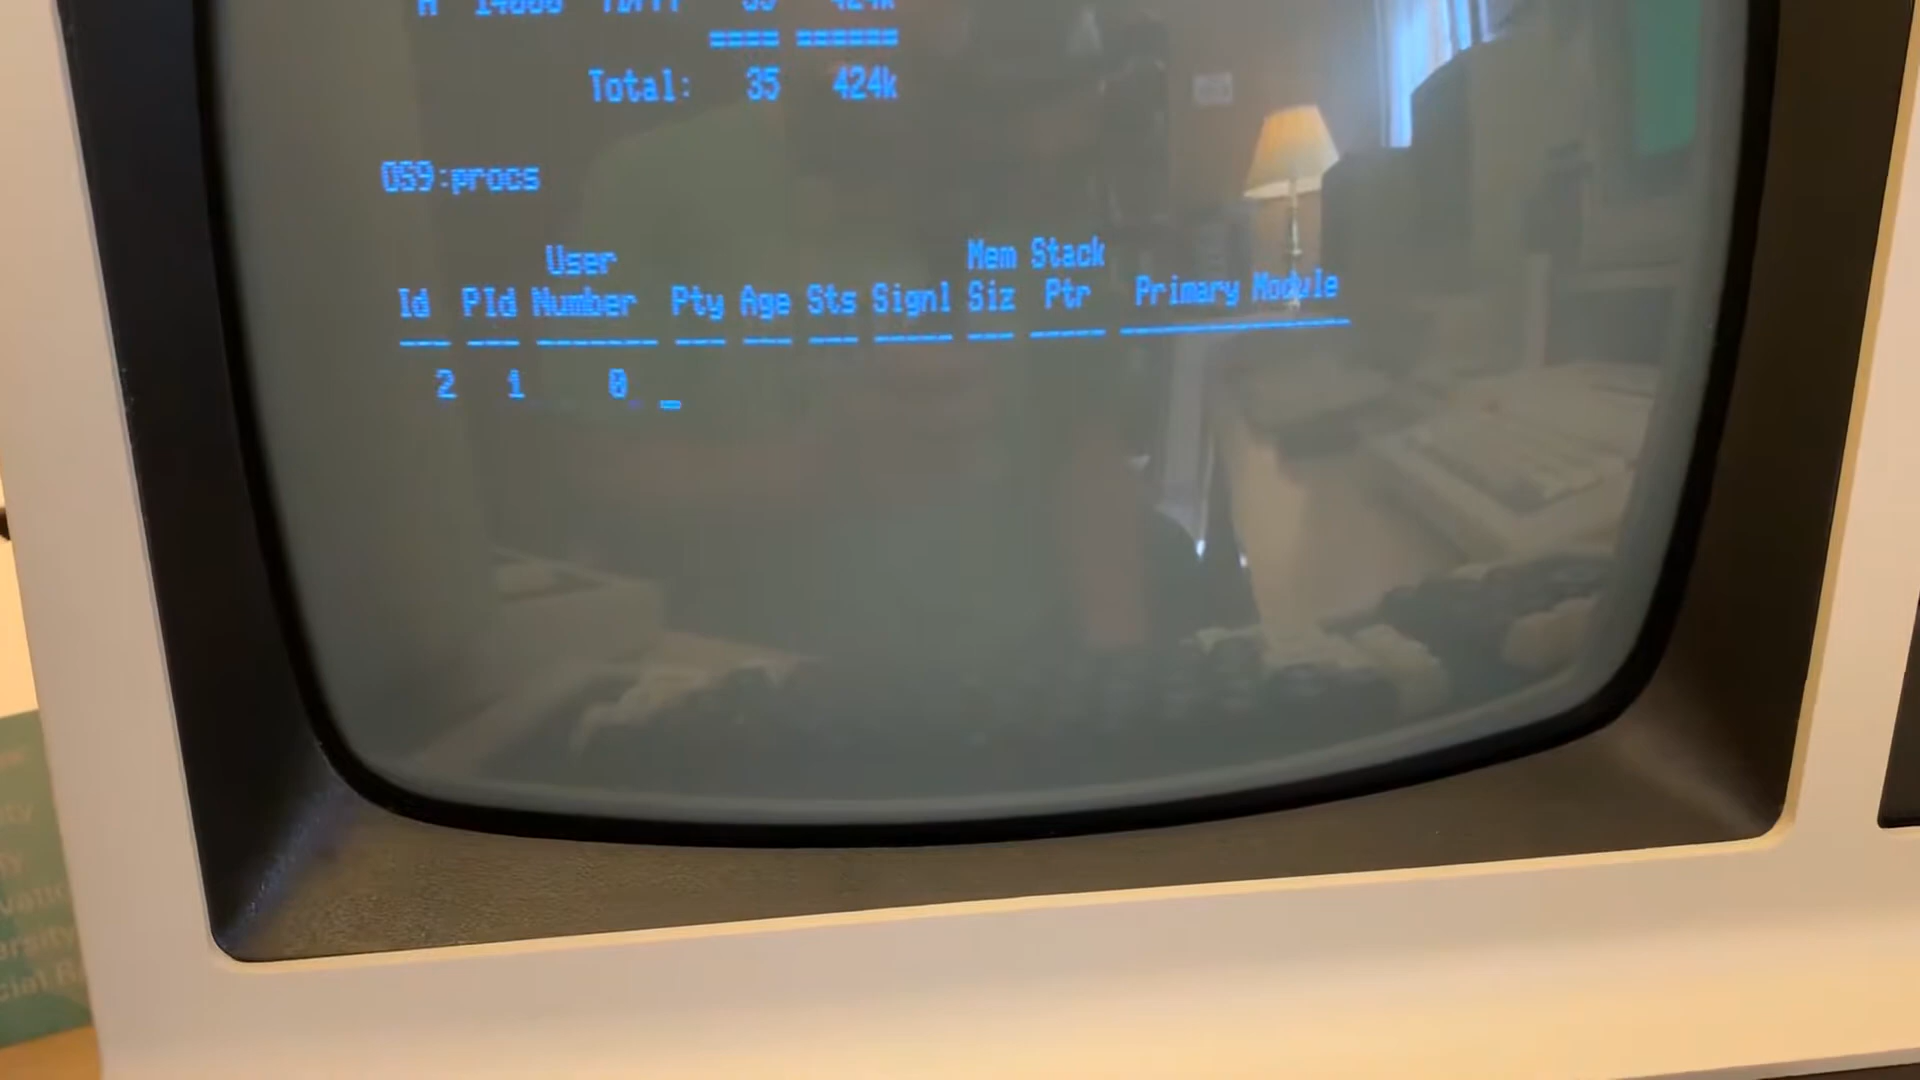 Total: 35 424k
OS9:procs
User Mem Stack
Id PId Number Pty Age Sts Signl Siz Ptr Primary Module
2 1 0 _